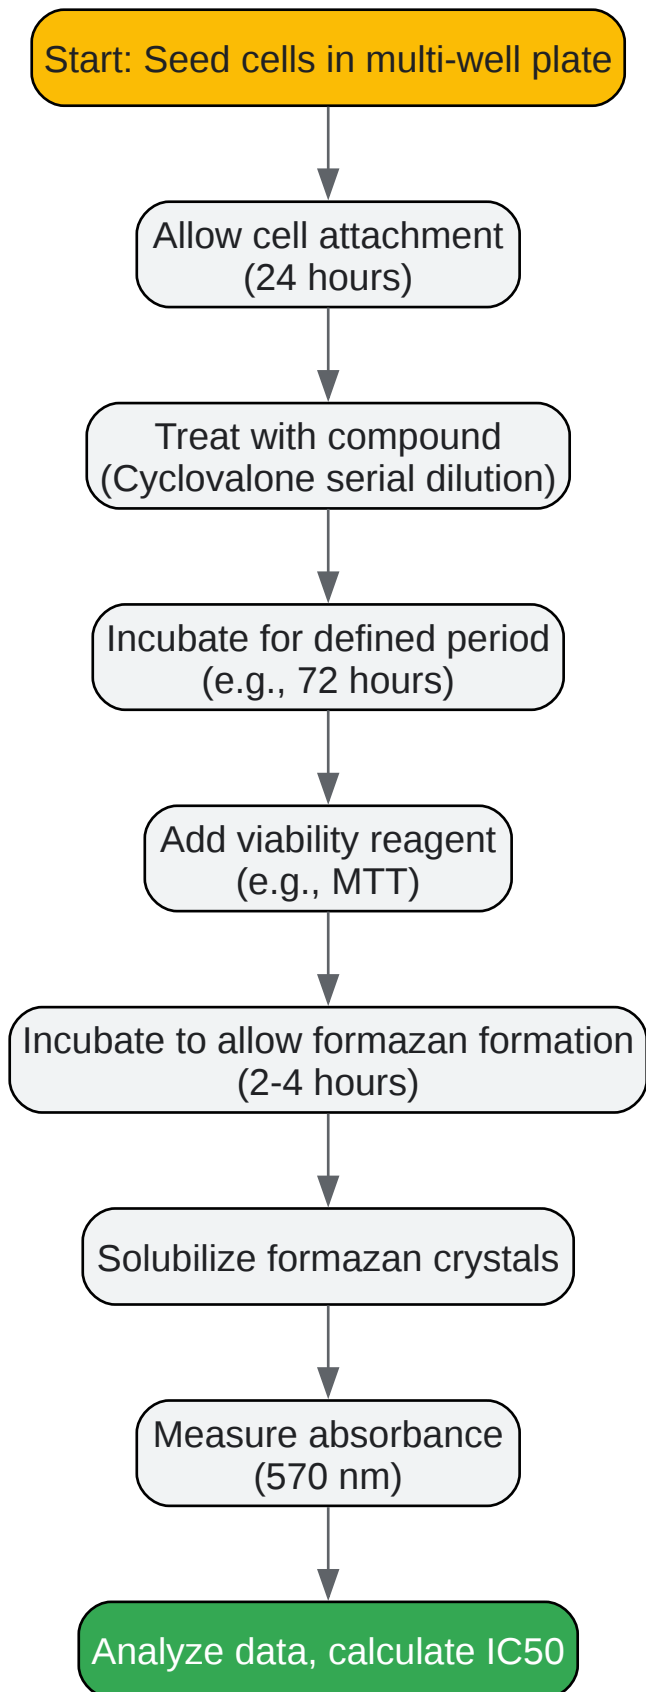 Start: Seed cells in multi-well plate
Allow cell attachment
(24 hours)
Treat with compound
(Cyclovalone serial dilution)
Incubate for defined period
(e.g., 72 hours)
Add viability reagent
(e.g., MTT)
Incubate to allow formazan formation
(2-4 hours)
Solubilize formazan crystals
Measure absorbance
(570 nm)
Analyze data, calculate IC50